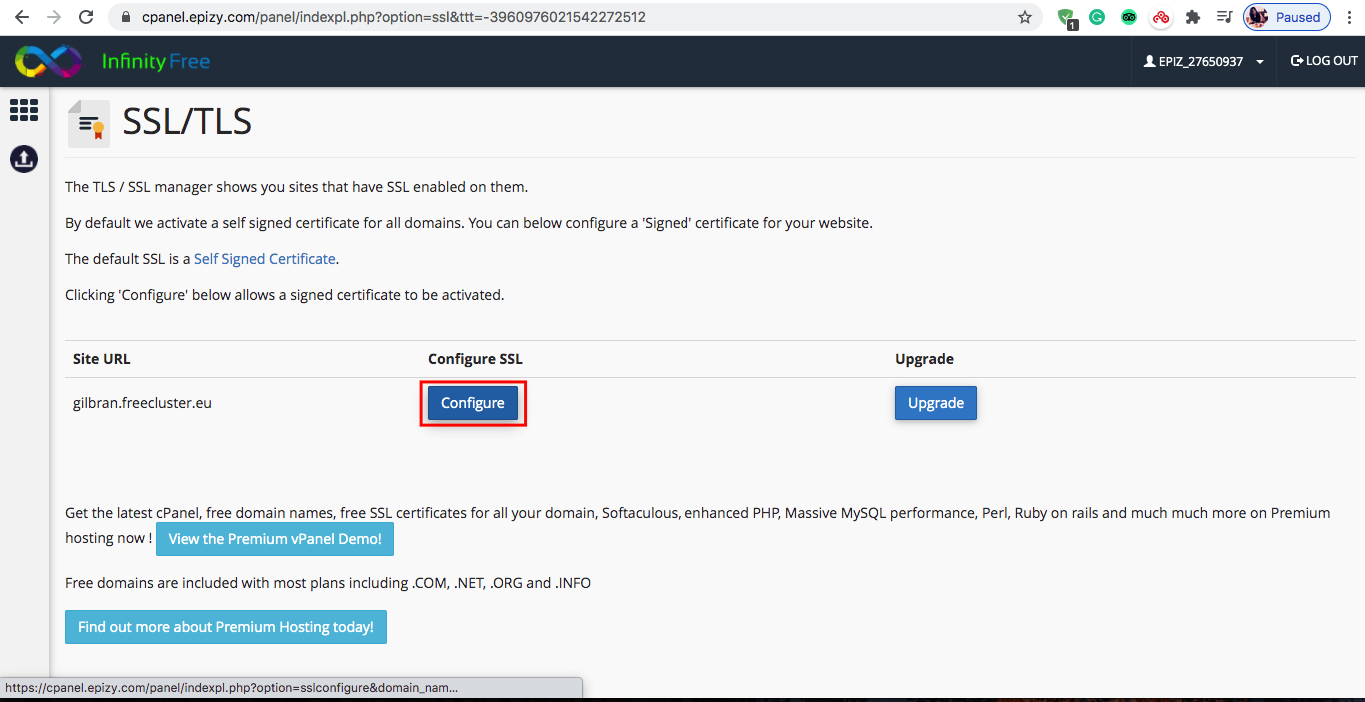 cpanel.epizy.com/panel/indexpl.php?option=ssl&ttt=-3960976021542272512
1
Paused
InfinityFree
EPIZ_27650937
LOG OUT
SSL/TLS
The TLS / SSL manager shows you sites that have SSL enabled on them.
By default we activate a self signed certificate for all domains. You can below configure a 'Signed' certificate for your website.
The default SSL is a Self Signed Certificate.
Clicking 'Configure' below allows a signed certificate to be activated.
Site URL Configure SSL Upgrade
gilbran.freecluster.eu Configure Upgrade
Get the latest cPanel, free domain names, free SSL certificates for all your domain, Softaculous, enhanced PHP, Massive MySQL performance, Perl, Ruby on rails and much much more on Premium
hosting now ! View the Premium vPanel Demo!
Free domains are included with most plans including .COM, .NET, .ORG and .INFO
Find out more about Premium Hosting today!
https://cpanel.epizy.com/panel/indexpl.php?option=sslconfigure&domain_nam...